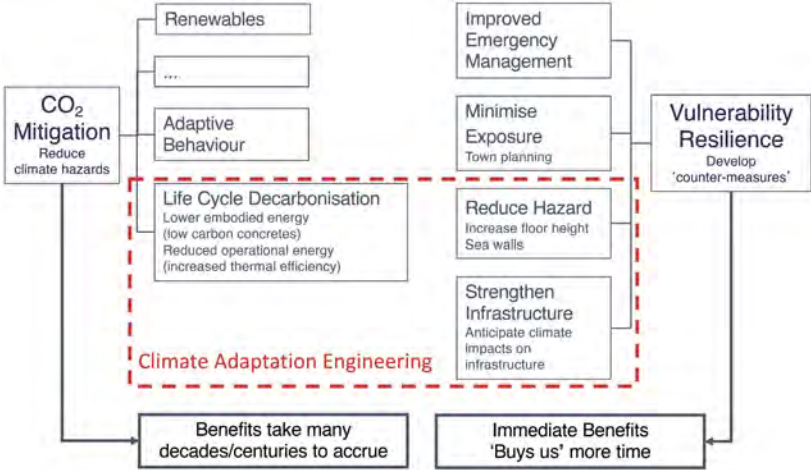 CO₂
Mitigation
Reduce
climate hazards
Renewables
...
Adaptive
Behaviour
Life Cycle Decarbonisation
Lower embodied energy
(low carbon concretes)
Reduced operational energy
(increased thermal efficiency)
Improved
Emergency
Management
Minimise
Exposure
Town planning
Reduce Hazard
Increase floor height
Sea walls
Strengthen
Infrastructure
Anticipate climate
impacts on
infrastructure
Vulnerability
Resilience
Develop
'counter-measures'
Climate Adaptation Engineering
Benefits take many
decades/centuries to accrue
Immediate Benefits
'Buys us' more time